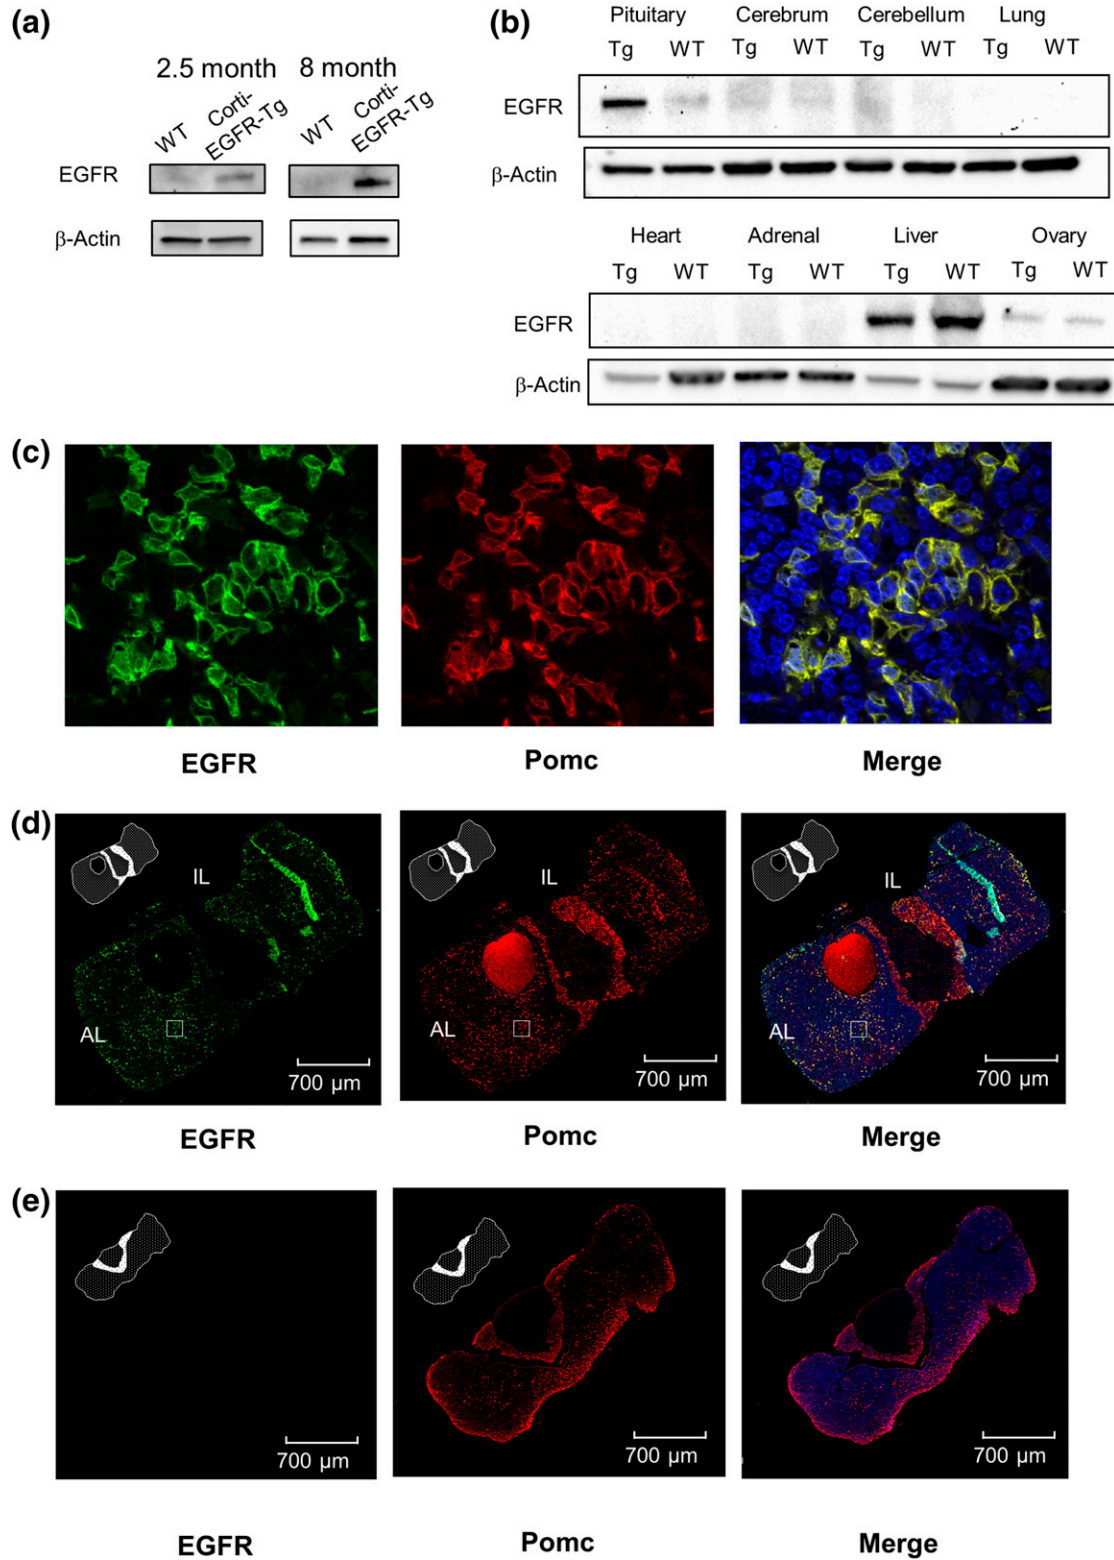 (a)
2.5 month 8 month
WT Corti-EGFR-Tg WT Corti-EGFR-Tg
EGFR
β-Actin
(b)
Pituitary Cerebrum Cerebellum Lung
Tg WT Tg WT Tg WT Tg WT
EGFR
β-Actin
Heart Adrenal Liver Ovary
Tg WT Tg WT Tg WT Tg WT
EGFR
β-Actin
(c)
EGFR Pomc Merge
(d)
IL IL IL
AL AL AL
700 μm 700 μm 700 μm
EGFR Pomc Merge
(e)
700 μm 700 μm 700 μm
EGFR Pomc Merge